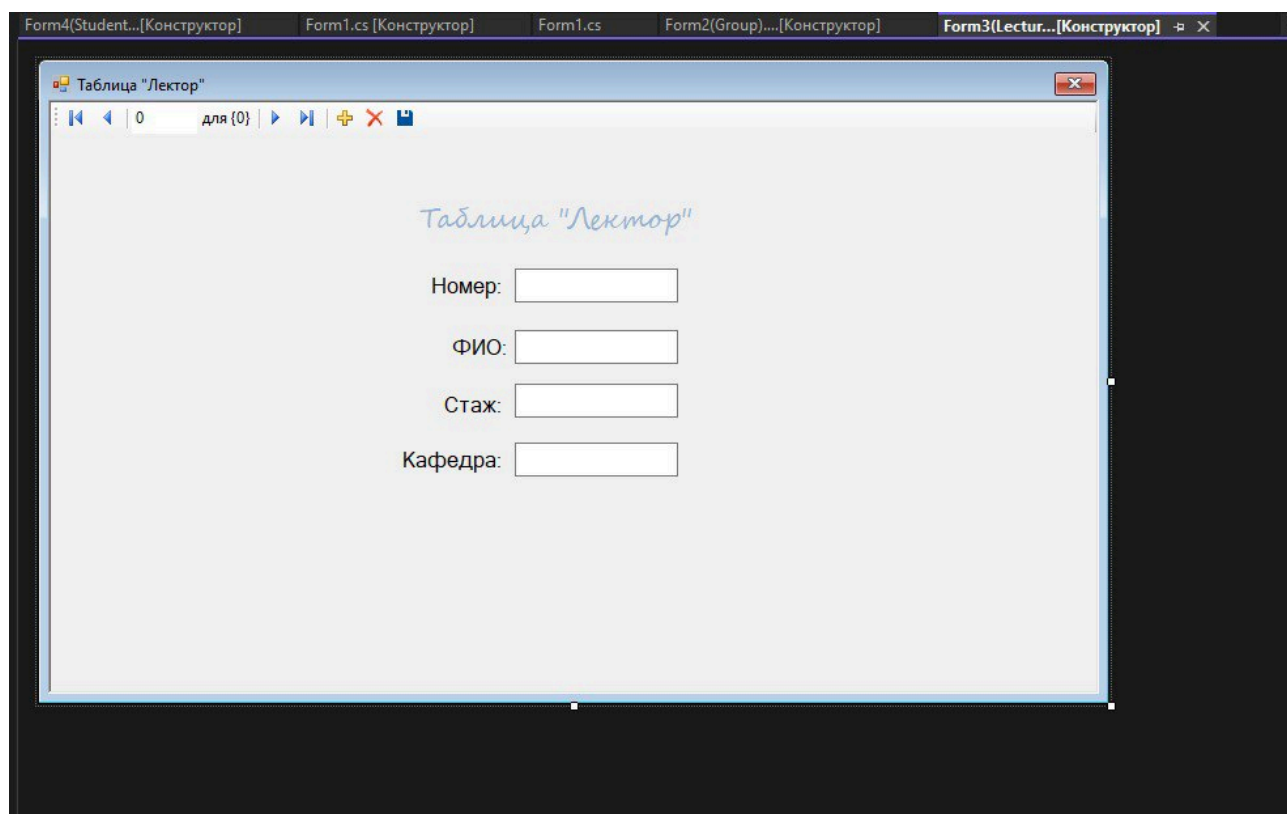 Form4(Student...[Конструктор] Form1.cs [Конструктор] Form1.cs Form2(Group)....[Конструктор] Form3(Lectur...[Конструктор]
Таблица "Лектор"
0 для {0}
Таблица "Лектор"
Номер:
ФИО:
Стаж:
Кафедра: